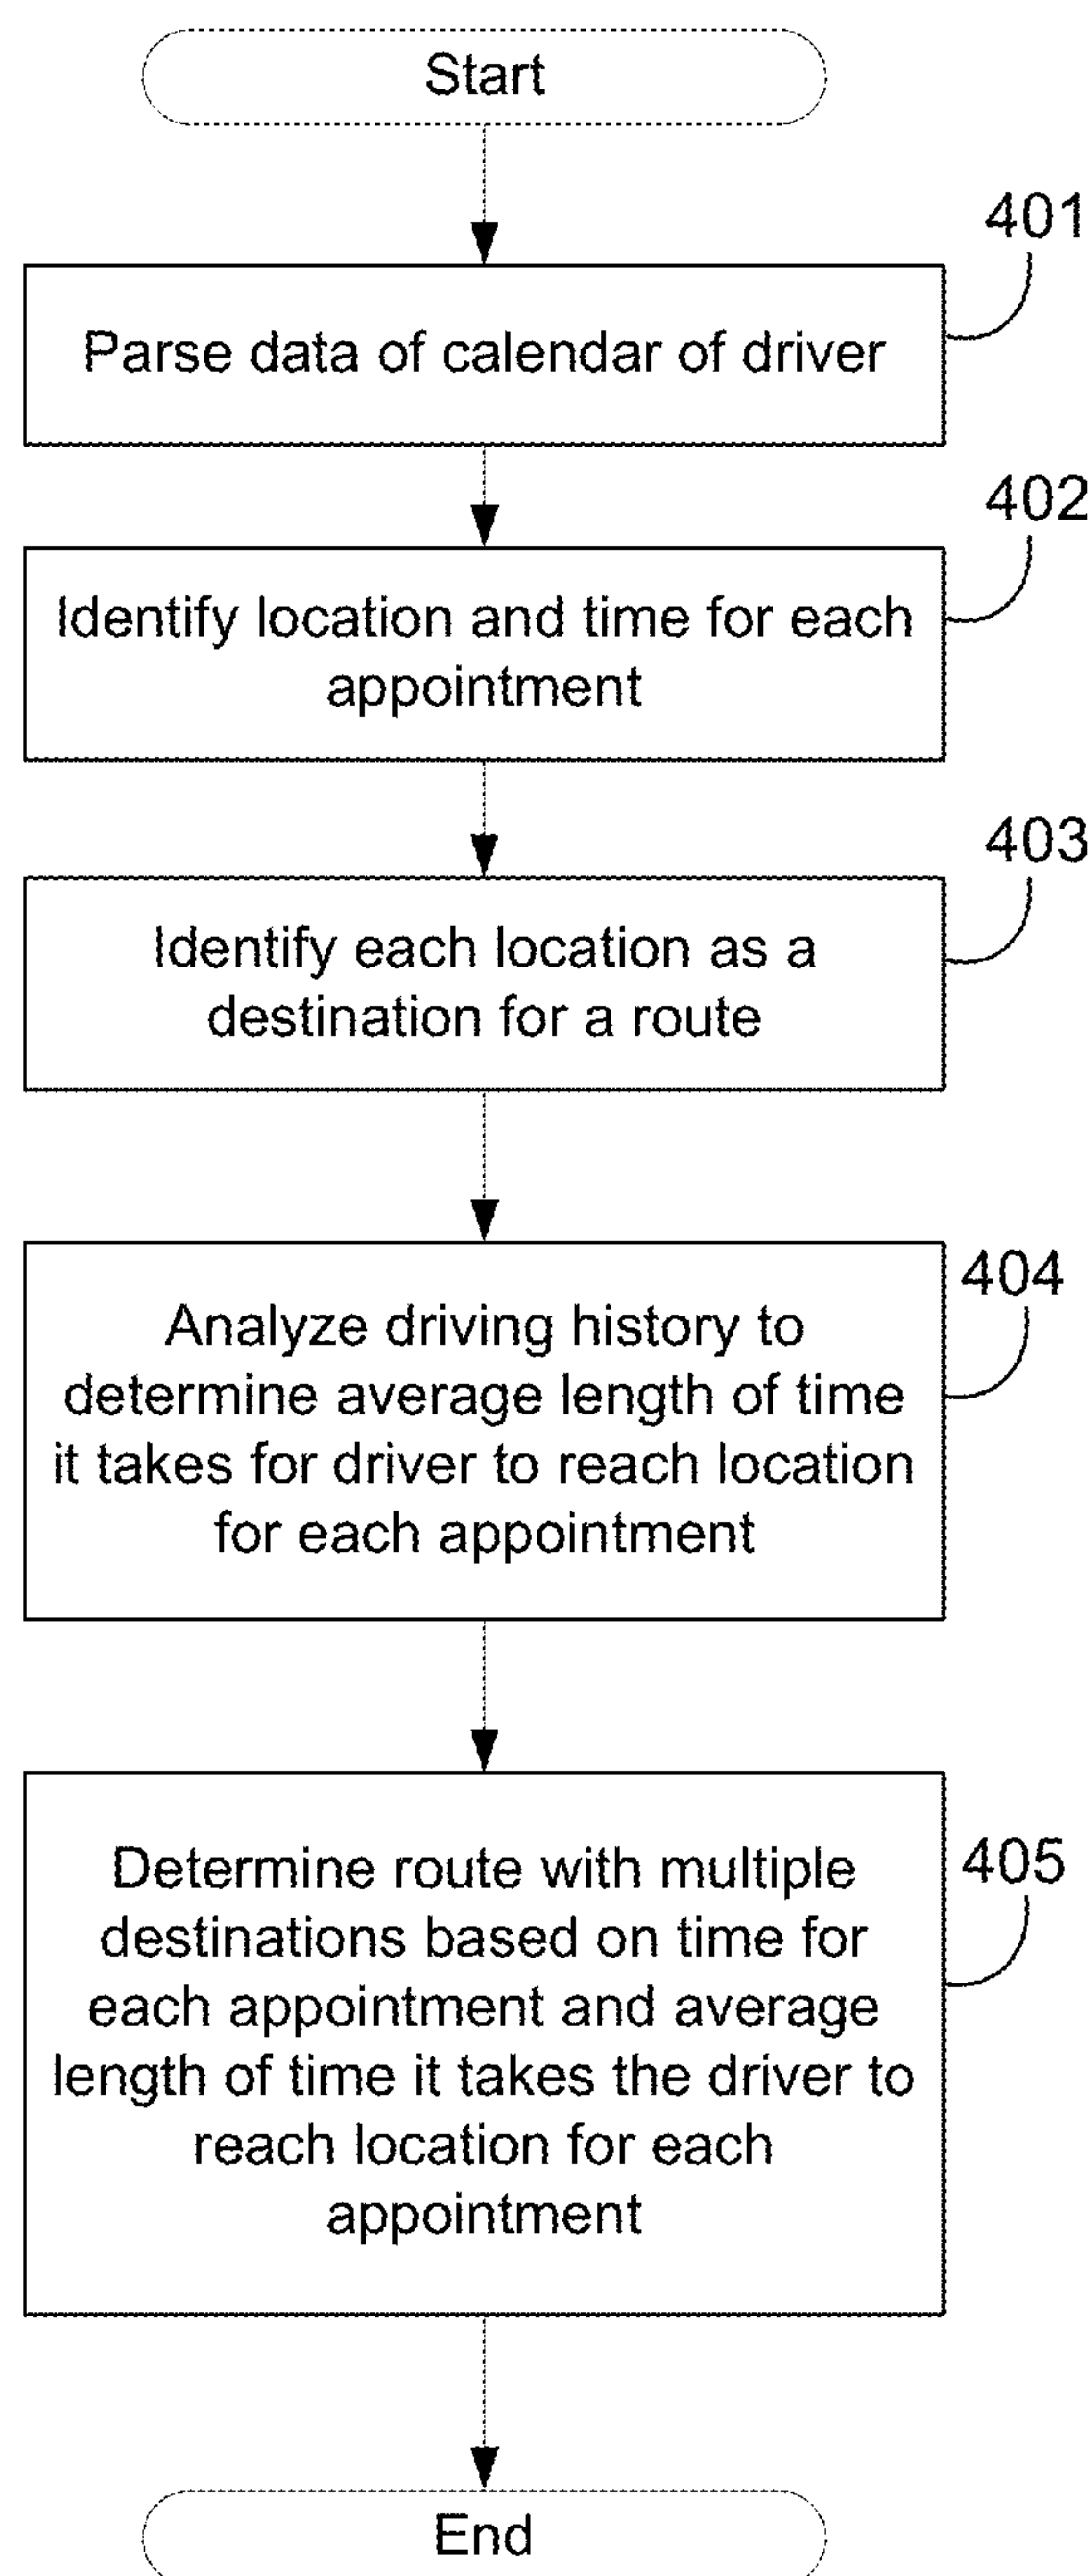 Start
401
Parse data of calendar of driver
402
Identify location and time for each
appointment
403
Identify each location as a
destination for a route
404
Analyze driving history to
determine average length of time
it takes for driver to reach location
for each appointment
405
Determine route with multiple
destinations based on time for
each appointment and average
length of time it takes the driver to
reach location for each
appointment
End